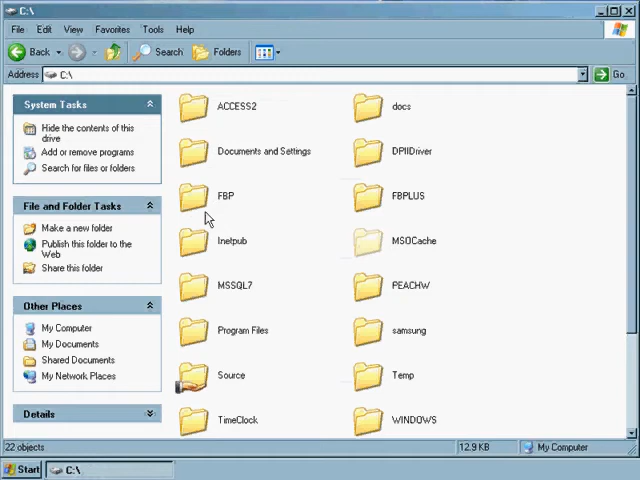 C:\
File Edit View Favorites Tools Help
Back Search Folders
Address C:\ Go
System Tasks
Hide the contents of this
drive
Add or remove programs
Search for files or folders
File and Folder Tasks
Make a new folder
Publish this folder to the
Web
Share this folder
Other Places
My Computer
My Documents
Shared Documents
My Network Places
Details
ACCESS2 docs
Documents and Settings DPIIDriver
FBP FBPLUS
Inetpub MSOCache
MSSQL7 PEACHW
Program Files samsung
Source Temp
TimeClock WINDOWS
22 objects 12.9 KB My Computer
Start C:\